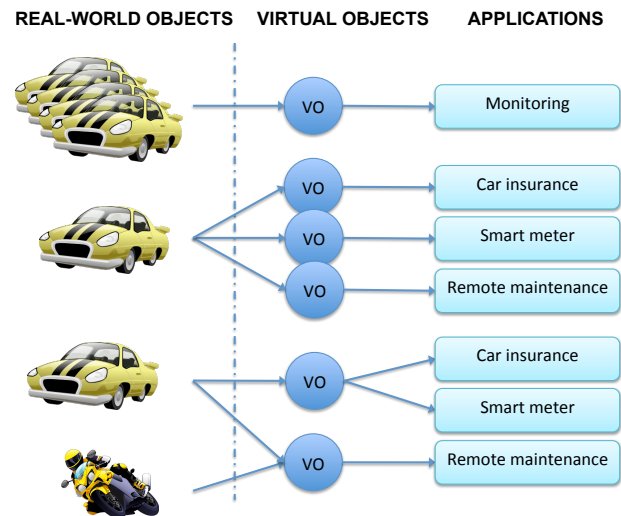 REAL-WORLD OBJECTS VIRTUAL OBJECTS APPLICATIONS
VO Monitoring
VO Car insurance
VO Smart meter
VO Remote maintenance
Car insurance
VO
Smart meter
VO Remote maintenance